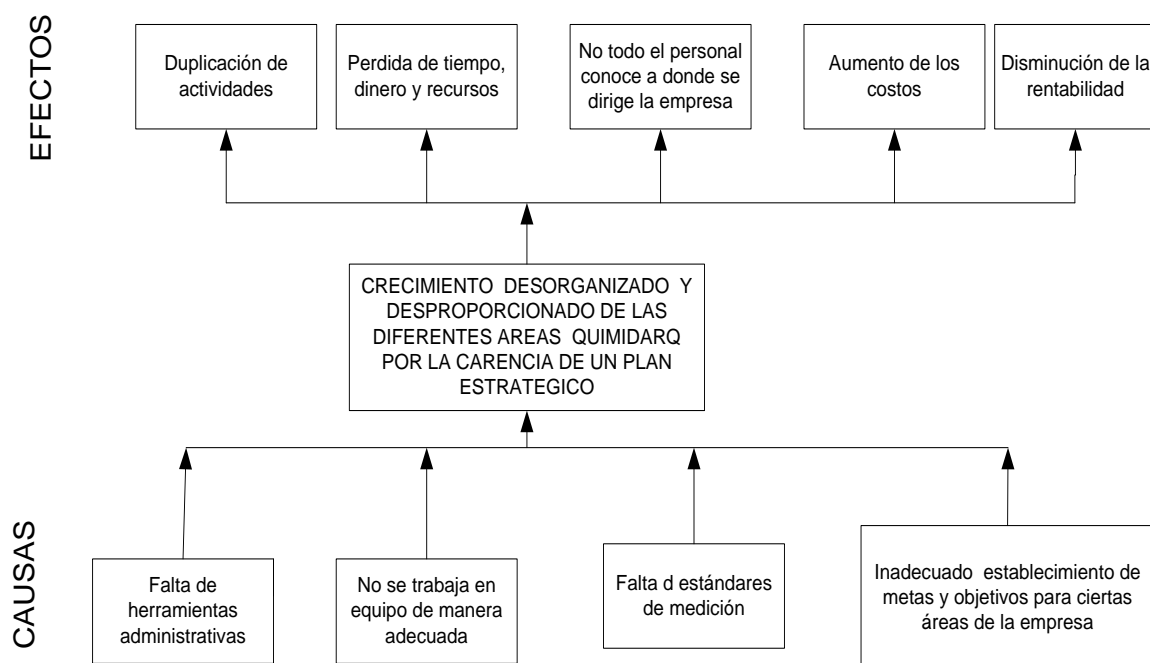 EFECTOS
Duplicación de
actividades
Perdida de tiempo,
dinero y recursos
No todo el personal
conoce a donde se
dirige la empresa
Aumento de los
costos
Disminución de la
rentabilidad
CRECIMIENTO DESORGANIZADO Y
DESPROPORCIONADO DE LAS
DIFERENTES AREAS QUIMIDARQ
POR LA CARENCIA DE UN PLAN
ESTRATEGICO
CAUSAS
Falta de
herramientas
administrativas
No se trabaja en
equipo de manera
adecuada
Falta d estándares
de medición
Inadecuado establecimiento de
metas y objetivos para ciertas
áreas de la empresa